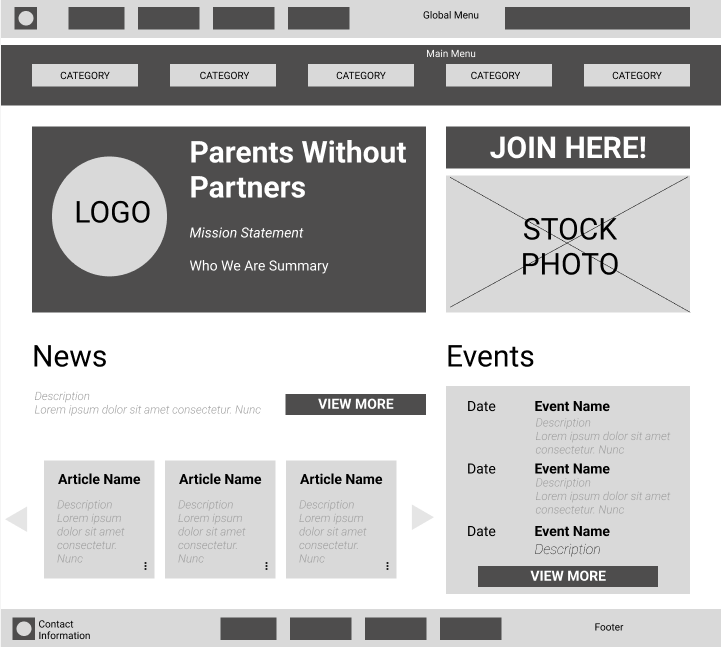 Global Menu
Main Menu
CATEGORY
CATEGORY
CATEGORY
CATEGORY
CATEGORY
LOGO
Parents Without
Partners
Mission Statement
Who We Are Summary
JOIN HERE!
STOCK
PHOTO
News
Description
Lorem ipsum dolor sit amet consectetur. Nunc
VIEW MORE
Article Name
Description
Lorem ipsum
dolor sit amet
consectetur.
Nunc
Article Name
Description
Lorem ipsum
dolor sit amet
consectetur.
Nunc
Article Name
Description
Lorem ipsum
dolor sit amet
consectetur.
Nunc
Events
Date
Event Name
Description
Lorem ipsum dolor sit amet
consectetur. Nunc
Date
Event Name
Description
Lorem ipsum dolor sit amet
consectetur. Nunc
Date
Event Name
Description
VIEW MORE
Contact
Information
Footer